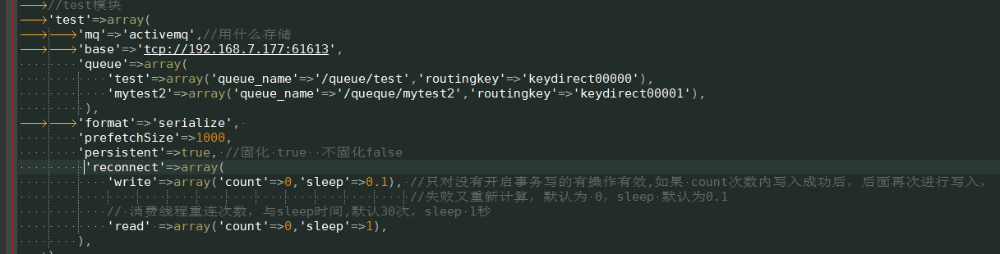 //test模块
'test'=>array(
'mq'=>'activemq',//用什么存储
'base'=>'tcp://192.168.7.177:61613',
'queue'=>array(
'test'=>array('queue_name'=>'/queue/test','routingkey'=>'keydirect00000'),
'mytest2'=>array('queue_name'=>'/queque/mytest2','routingkey'=>'keydirect00001'),
),
'format'=>'serialize',
'prefetchSize'=>1000,
'persistent'=>true, //固化 true  不固化false
'reconnect'=>array(
'write'=>array('count'=>0,'sleep'=>0.1), //只对没有开启事务写的有操作有效,如果 count次数内写入成功后，后面再次进行写入，
//失败又重新计算，默认为 0，sleep 默认为0.1
// 消费线程重连次数，与sleep时间,默认30次，sleep 1秒
'read' =>array('count'=>0,'sleep'=>1),
),